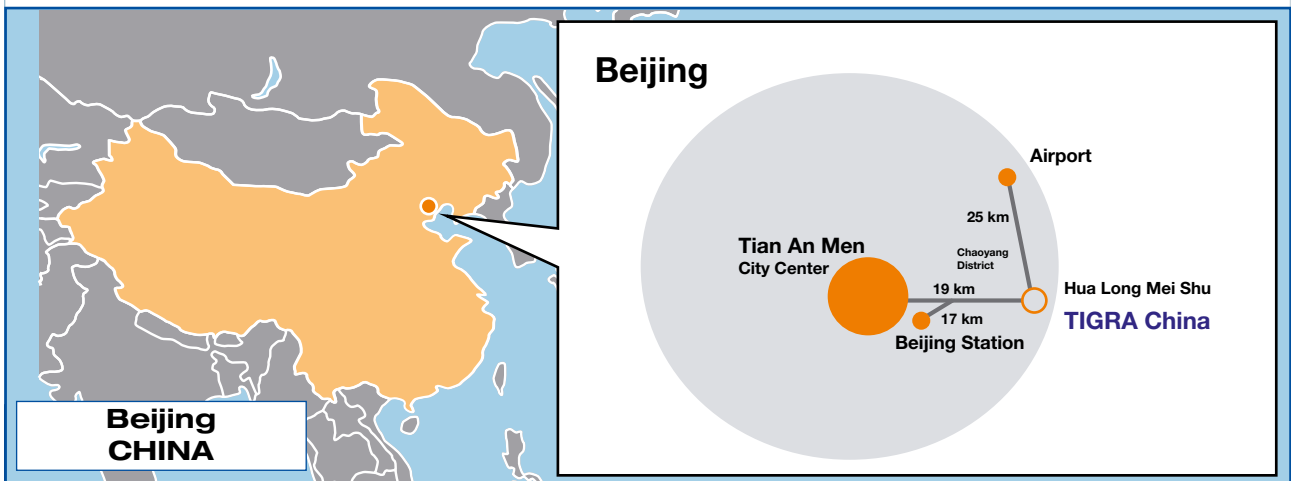 Beijing
Airport
25 km
Tian An Men
City Center
Chaoyang
District
19 km
Hua Long Mei Shu
TIGRA China
17 km
Beijing Station
Beijing
CHINA